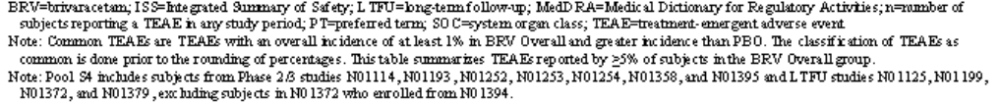 BRV=brivaracetam; ISS=Integrated Summary of Safety; LTFU=long-term follow-up; MedDRA=Medical Dictionary for Regulatory Activities; n=number of
subjects reporting a TEAE in any study period; PT=preferred term; SOC=system organ class; TEAE=treatment-emergent adverse event
Note: Common TEAEs are TEAEs with an overall incidence of at least 1% in BRV Overall and greater incidence than PBO. The classification of TEAEs as
common is done prior to the rounding of percentages. This table summarizes TEAEs reported by ≥5% of subjects in the BRV Overall group.
Note: Pool S4 includes subjects from Phase 2/3 studies N01114, N01193, N01252, N01253, N01254, N01358, and N01395 and LTFU studies N01125, N01199,
N01372, and N01379, excluding subjects in N01372 who enrolled from N01394.